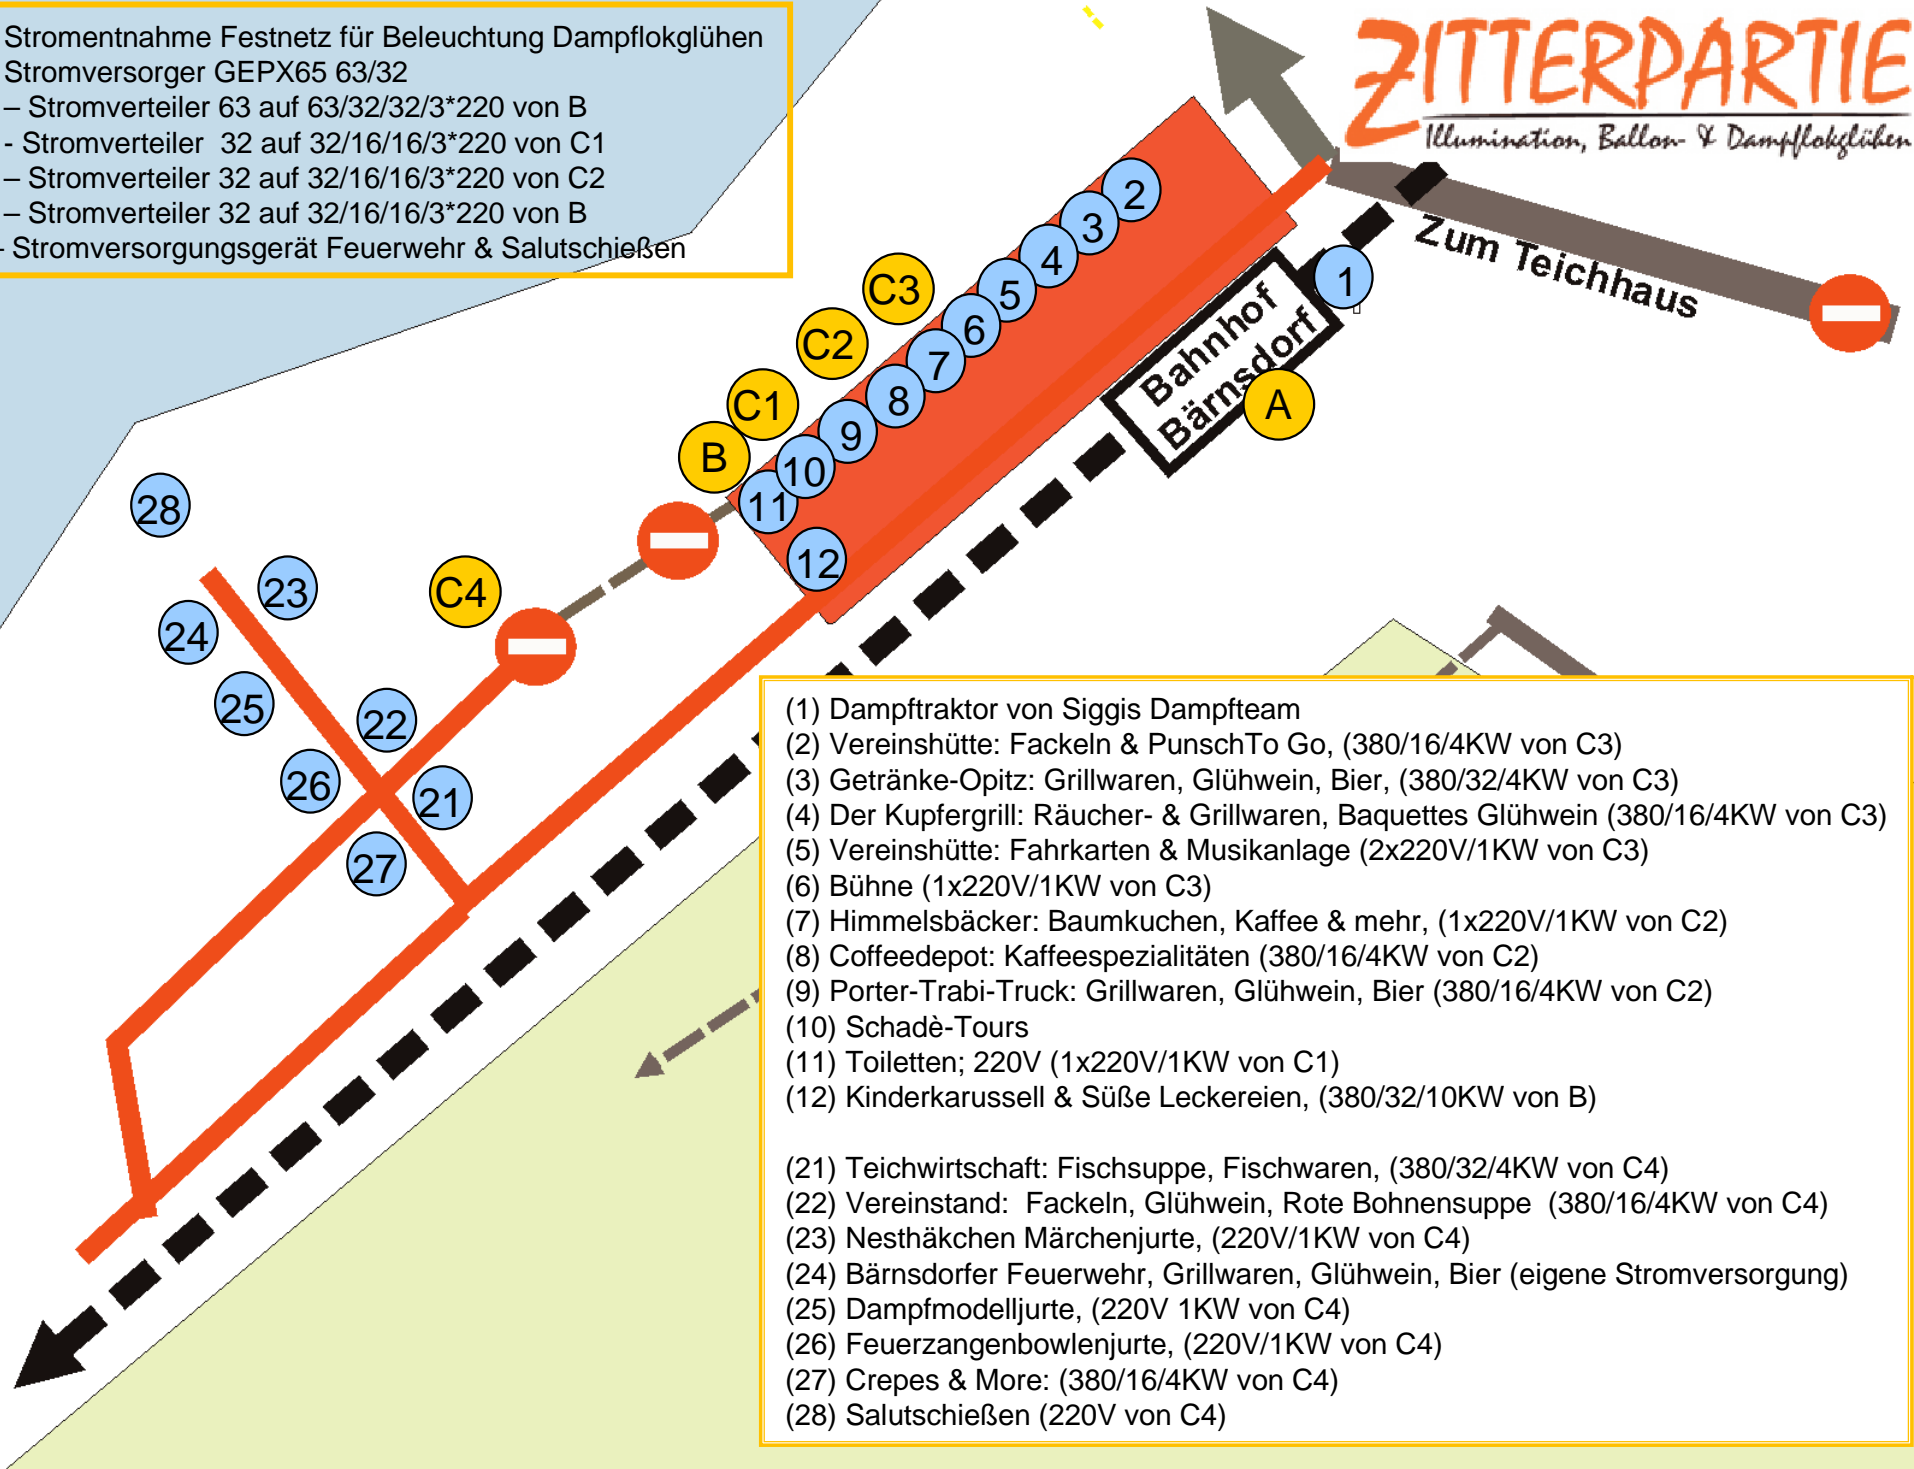 Stromentnahme Festnetz für Beleuchtung Dampflokglühen
Stromversorger GEPX65 63/32
– Stromverteiler 63 auf 63/32/32/3*220 von B
- Stromverteiler  32 auf 32/16/16/3*220 von C1
– Stromverteiler 32 auf 32/16/16/3*220 von C2
– Stromverteiler 32 auf 32/16/16/3*220 von B
- Stromversorgungsgerät Feuerwehr & Salutschießen
ZITTERPARTIE
Illumination, Ballon- & Dampflokglühen
Zum Teichhaus
Bahnhof
Bärnsdorf
1
2
3
4
5
6
7
8
9
10
11
12
A
B
C1
C2
C3
C4
28
23
24
25
22
26
21
27
(1) Dampftraktor von Siggis Dampfteam
(2) Vereinshütte: Fackeln & PunschTo Go, (380/16/4KW von C3)
(3) Getränke-Opitz: Grillwaren, Glühwein, Bier, (380/32/4KW von C3)
(4) Der Kupfergrill: Räucher- & Grillwaren, Baquettes Glühwein (380/16/4KW von C3)
(5) Vereinshütte: Fahrkarten & Musikanlage (2x220V/1KW von C3)
(6) Bühne (1x220V/1KW von C3)
(7) Himmelsbäcker: Baumkuchen, Kaffee & mehr, (1x220V/1KW von C2)
(8) Coffeedepot: Kaffeespezialitäten (380/16/4KW von C2)
(9) Porter-Trabi-Truck: Grillwaren, Glühwein, Bier (380/16/4KW von C2)
(10) Schadè-Tours
(11) Toiletten; 220V (1x220V/1KW von C1)
(12) Kinderkarussell & Süße Leckereien, (380/32/10KW von B)
(21) Teichwirtschaft: Fischsuppe, Fischwaren, (380/32/4KW von C4)
(22) Vereinstand:  Fackeln, Glühwein, Rote Bohnensuppe  (380/16/4KW von C4)
(23) Nesthäkchen Märchenjurte, (220V/1KW von C4)
(24) Bärnsdorfer Feuerwehr, Grillwaren, Glühwein, Bier (eigene Stromversorgung)
(25) Dampfmodelljurte, (220V 1KW von C4)
(26) Feuerzangenbowlenjurte, (220V/1KW von C4)
(27) Crepes & More: (380/16/4KW von C4)
(28) Salutschießen (220V von C4)